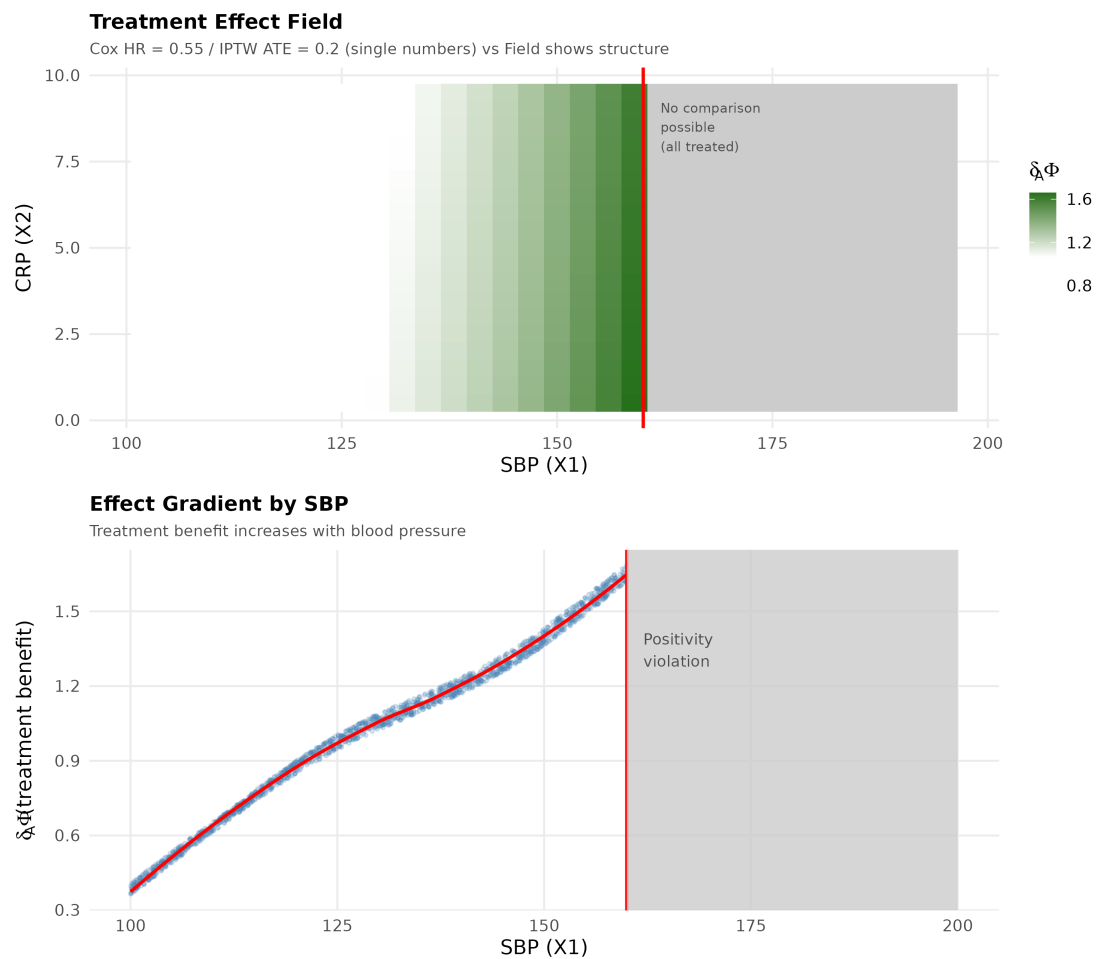 Treatment Effect Field
Cox HR = 0.55 / IPTW ATE = 0.2 (single numbers) vs Field shows structure
10.0
7.5
5.0
2.5
0.0
CRP (X2)
No comparison
possible
(all treated)
100
125
150
175
200
SBP (X1)
δAΦ
1.6
1.2
0.8
Effect Gradient by SBP
Treatment benefit increases with blood pressure
1.5
1.2
0.9
0.6
0.3
δAΦ(treatment benefit)
Positivity
violation
100
125
150
175
200
SBP (X1)